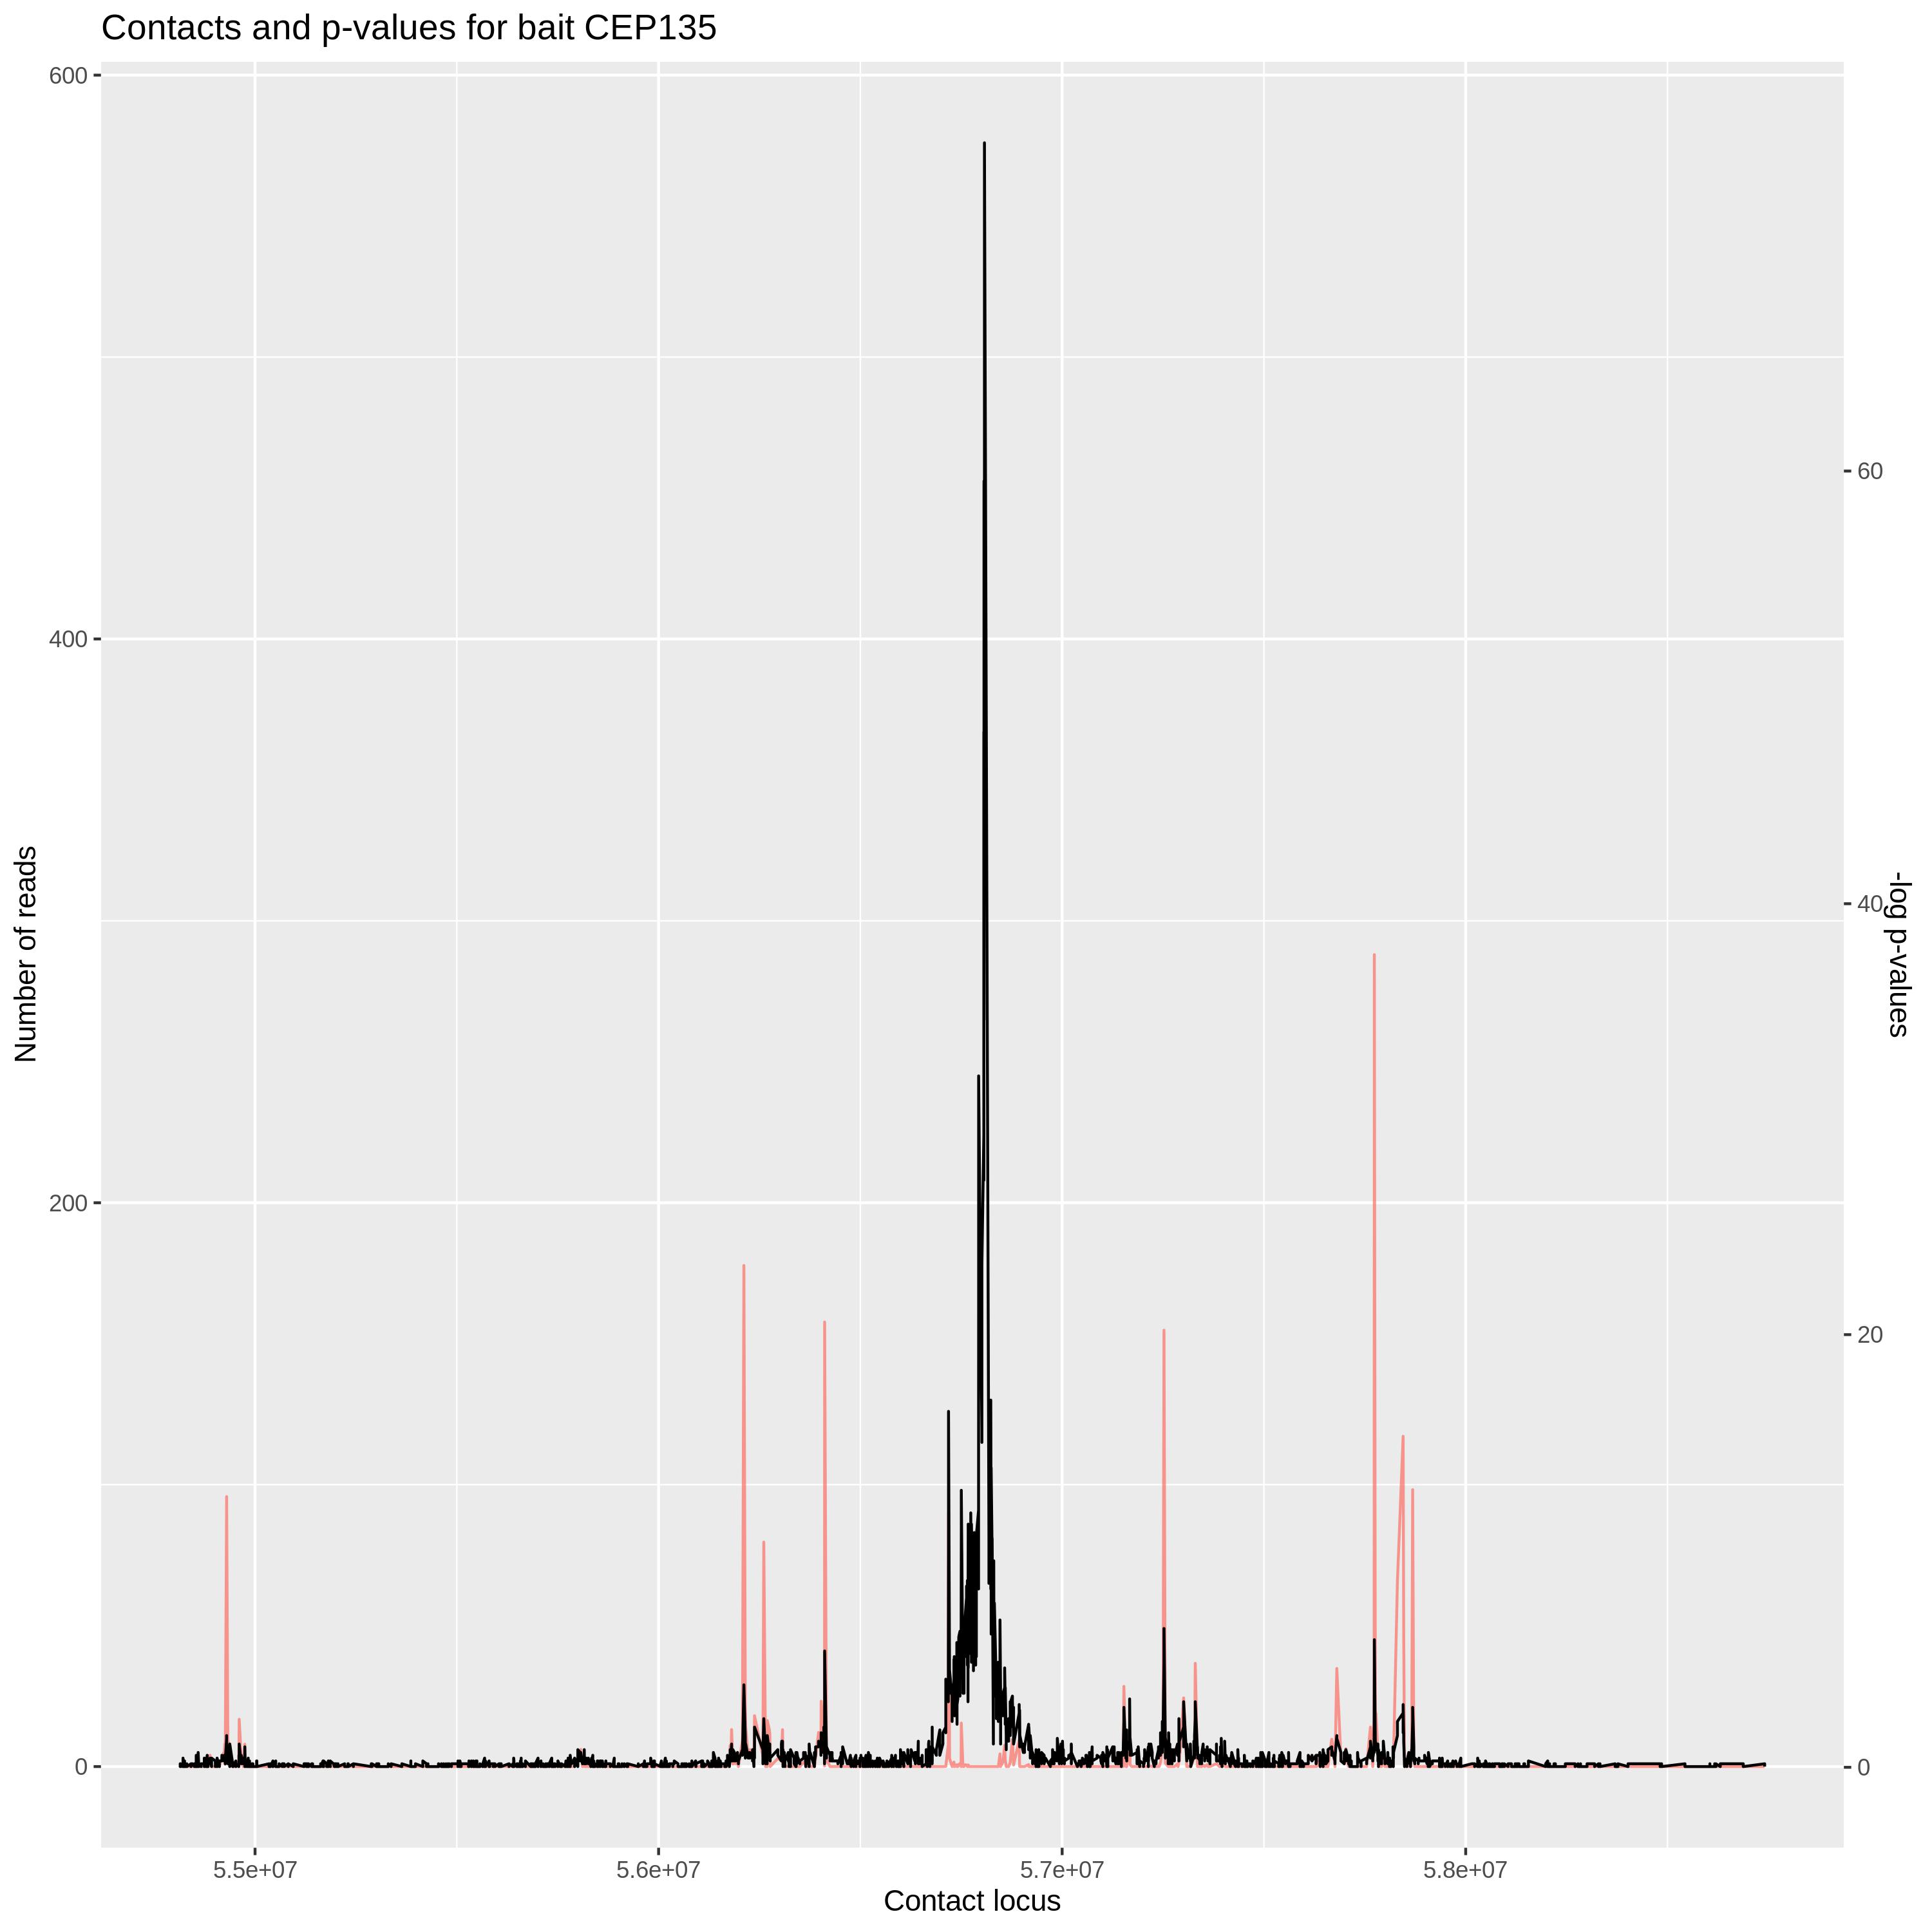 Contacts and p-values for bait CEP135
600
400
200
0
Number of reads
60
40
20
0
-log p-values
5.5e+07
5.6e+07
5.7e+07
5.8e+07
Contact locus